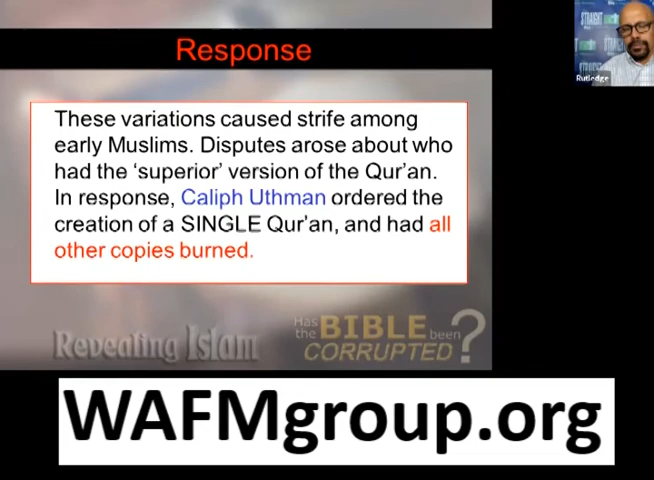 Response
These variations caused strife among
early Muslims. Disputes arose about who
had the 'superior' version of the Qur'an.
In response, Caliph Uthman ordered the
creation of a SINGLE Qur'an, and had all
other copies burned.
Revealing Islam
Has the BIBLE been
CORRUPTED?
WAFMgroup.org
STRAIGHT
Rutledge